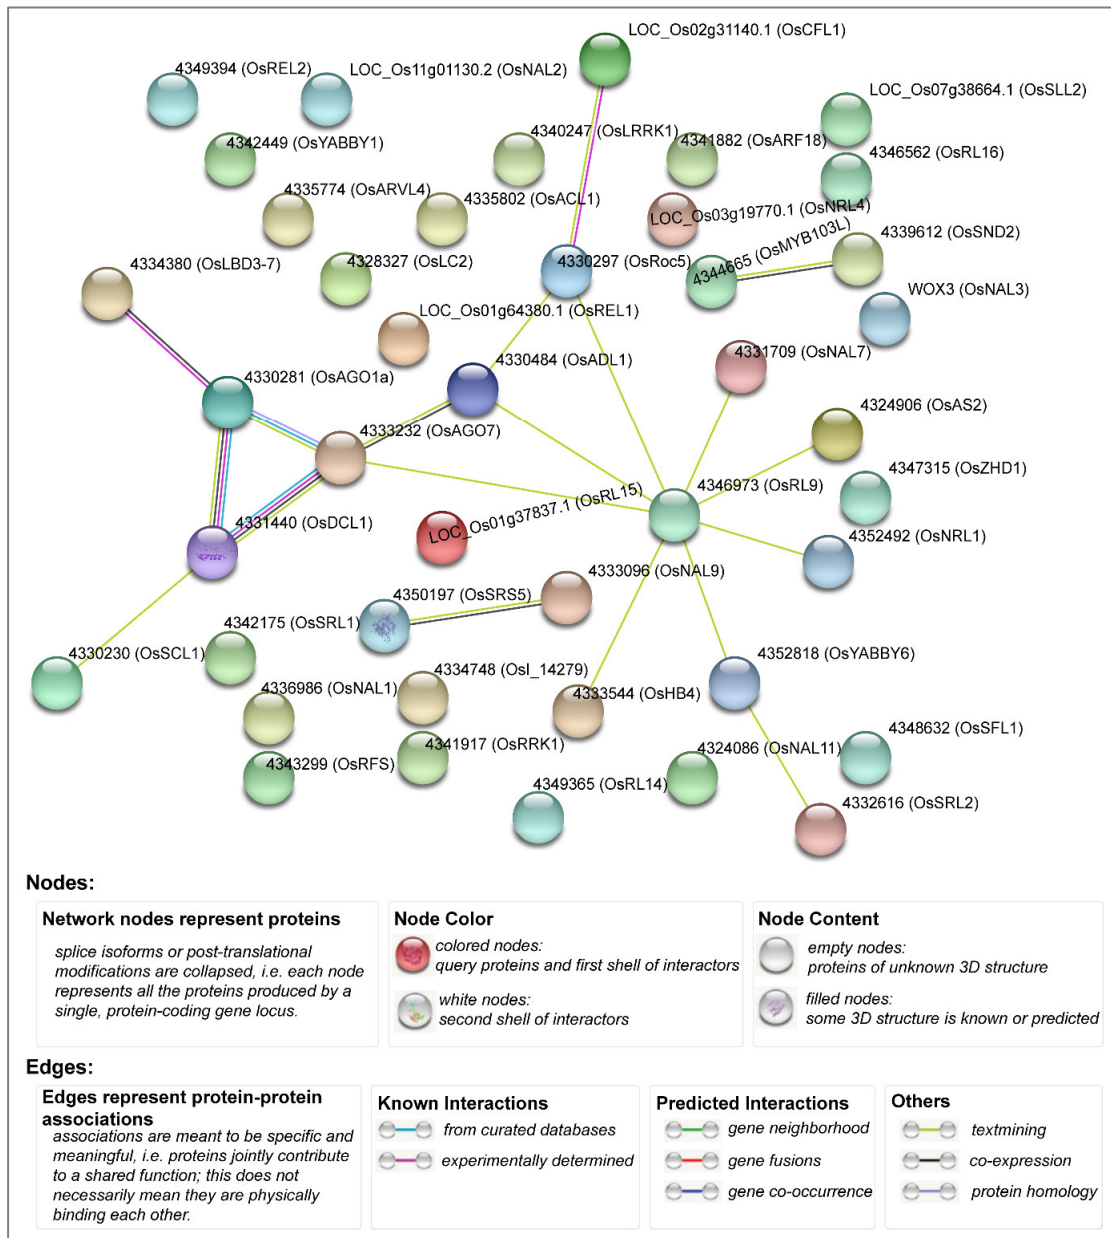 LOC_Os02g31140.1 (OsCFL1)
4349394 (OsREL2)
LOC_Os11g01130.2 (OsNAL2)
LOC_Os07g38664.1 (OsSLL2)
4342449 (OsYABBY1)
4340247 (OsLRRK1)
4341882 (OsARF18)
4346562 (OsRL16)
4335774 (OsARVL4)
4335802 (OsACL1)
LOC_Os03g19770.1 (OsNRL4)
4339612 (OsSND2)
4334380 (OsLBD3-7)
4328327 (OsLC2)
4330297 (OsRoc5)
4344665 (OsMYB103L)
WOX3 (OsNAL3)
LOC_Os01g64380.1 (OsREL1)
4330484 (OsADL1)
4331709 (OsNAL7)
4330281 (OsAGO1a)
4333232 (OsAGO7)
4324906 (OsAS2)
4347315 (OsZHD1)
4346973 (OsRL9)
LOC_Os01g37837.1 (OsRL15)
4331440 (OsDCL1)
4352492 (OsNRL1)
4333096 (OsNAL9)
4350197 (OsSRS5)
4342175 (OsSRL1)
4330230 (OsSCL1)
4352818 (OsYABBY6)
4334748 (OsI_14279)
4336986 (OsNAL1)
4333544 (OsHB4)
4348632 (OsSFL1)
4341917 (OsRRK1)
4324086 (OsNAL11)
4343299 (OsRFS)
4349365 (OsRL14)
4332616 (OsSRL2)
Nodes:
Network nodes represent proteins
splice isoforms or post-translational
modifications are collapsed, i.e. each node
represents all the proteins produced by a
single, protein-coding gene locus.
Node Color
colored nodes:
query proteins and first shell of interactors
white nodes:
second shell of interactors
Node Content
empty nodes:
proteins of unknown 3D structure
filled nodes:
some 3D structure is known or predicted
Edges:
Edges represent protein-protein
associations
associations are meant to be specific and
meaningful, i.e. proteins jointly contribute
to a shared function; this does not
necessarily mean they are physically
binding each other.
Known Interactions
from curated databases
experimentally determined
Predicted Interactions
gene neighborhood
gene fusions
gene co-occurrence
Others
textmining
co-expression
protein homology